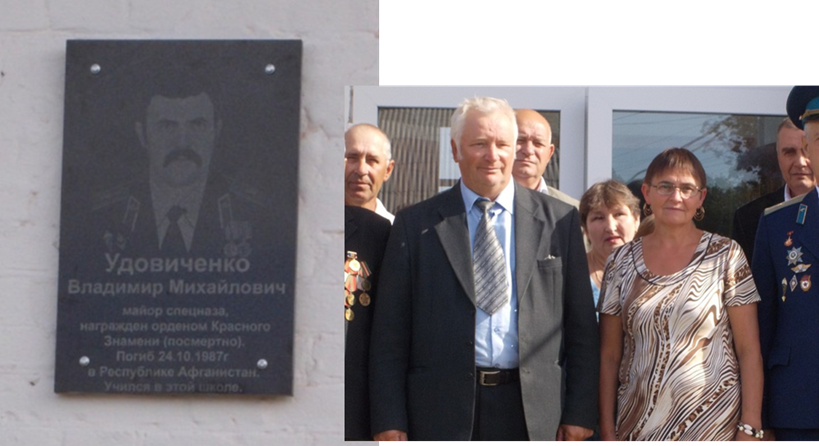 Удовиченко
Владимир Михайлович
майор спецназа,
награжден орденом Красного
Знамени (посмертно).
Погиб 24.10.1987г
в Республике Афганистан.
Учился в этой школе.